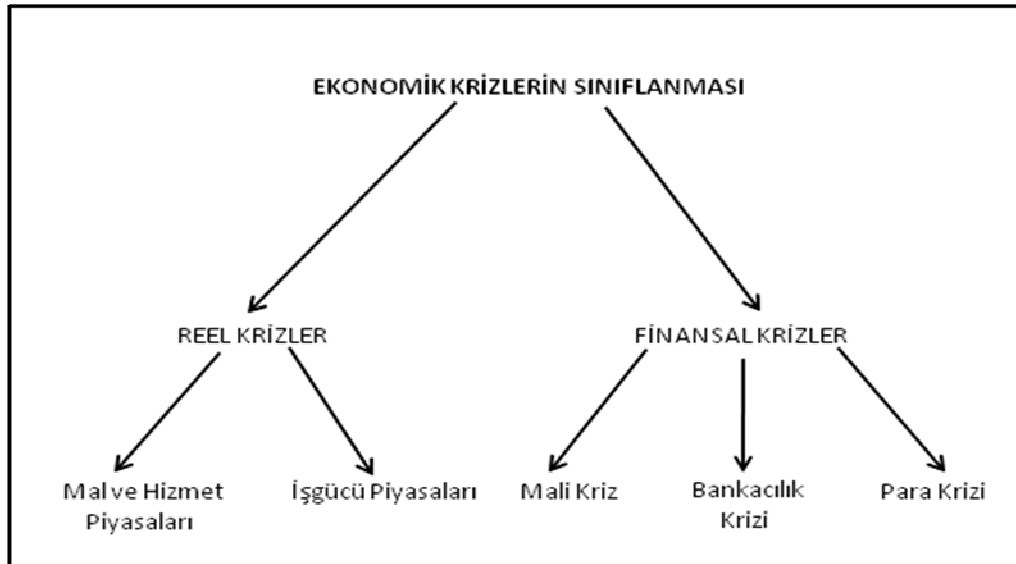 EKONOMİK KRİZLERİN SINIFLANMASI
REEL KRİZLER
FİNANSAL KRİZLER
Mal ve Hizmet
Piyasaları
İşgücü Piyasaları
Mali Kriz
Bankacılık
Krizi
Para Krizi